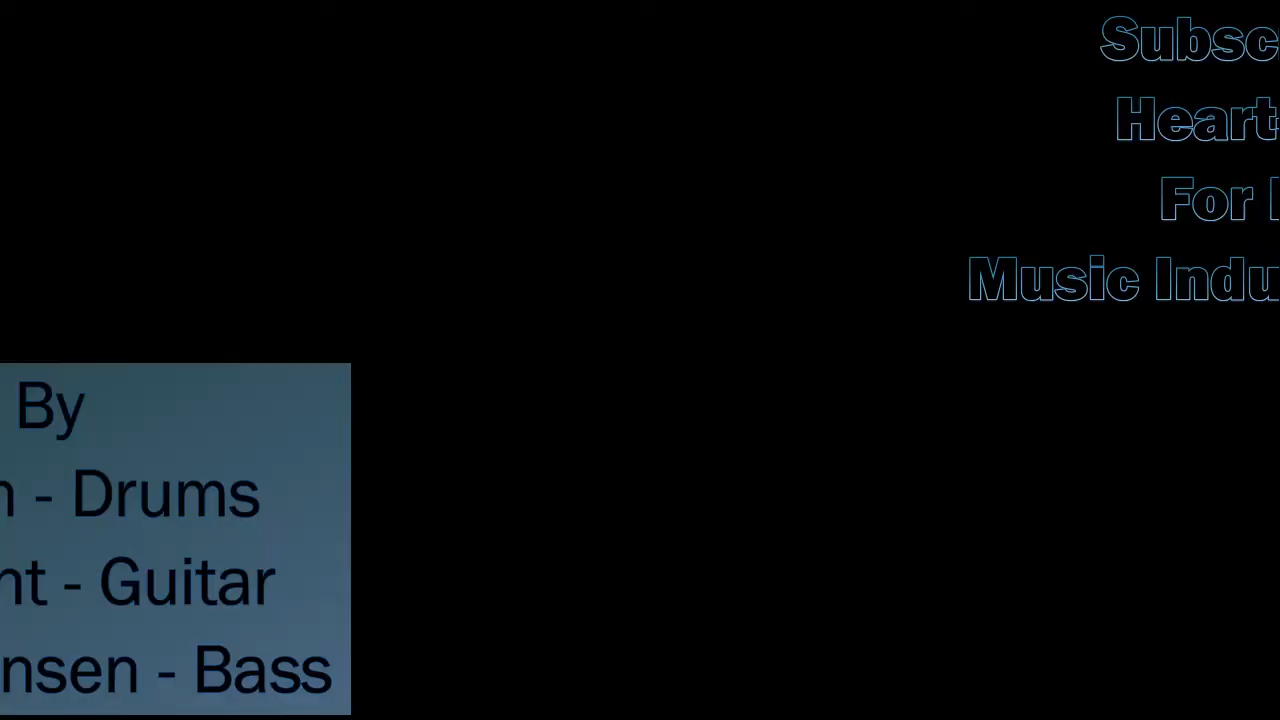 Subsc
Heart
For
Music Indu
By
n - Drums
nt - Guitar
nsen - Bass